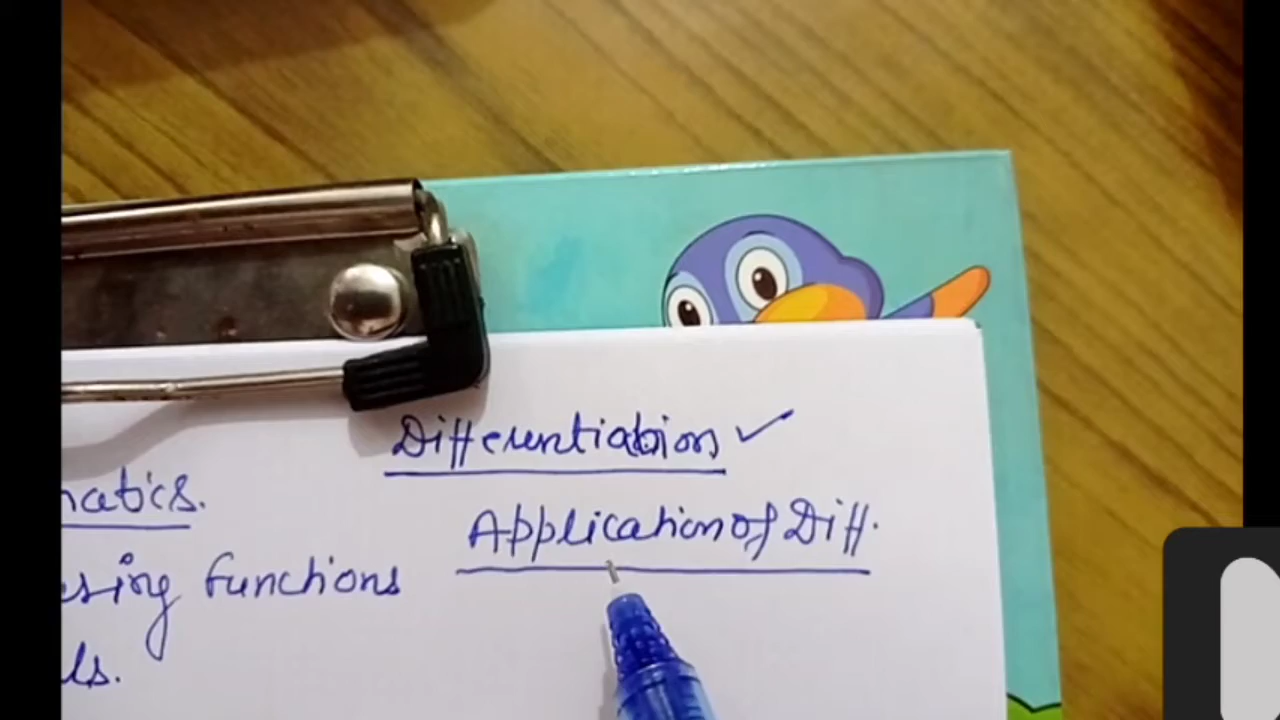 Differentiation ✓
matics.
Application of Diff.
sing functions
ls.